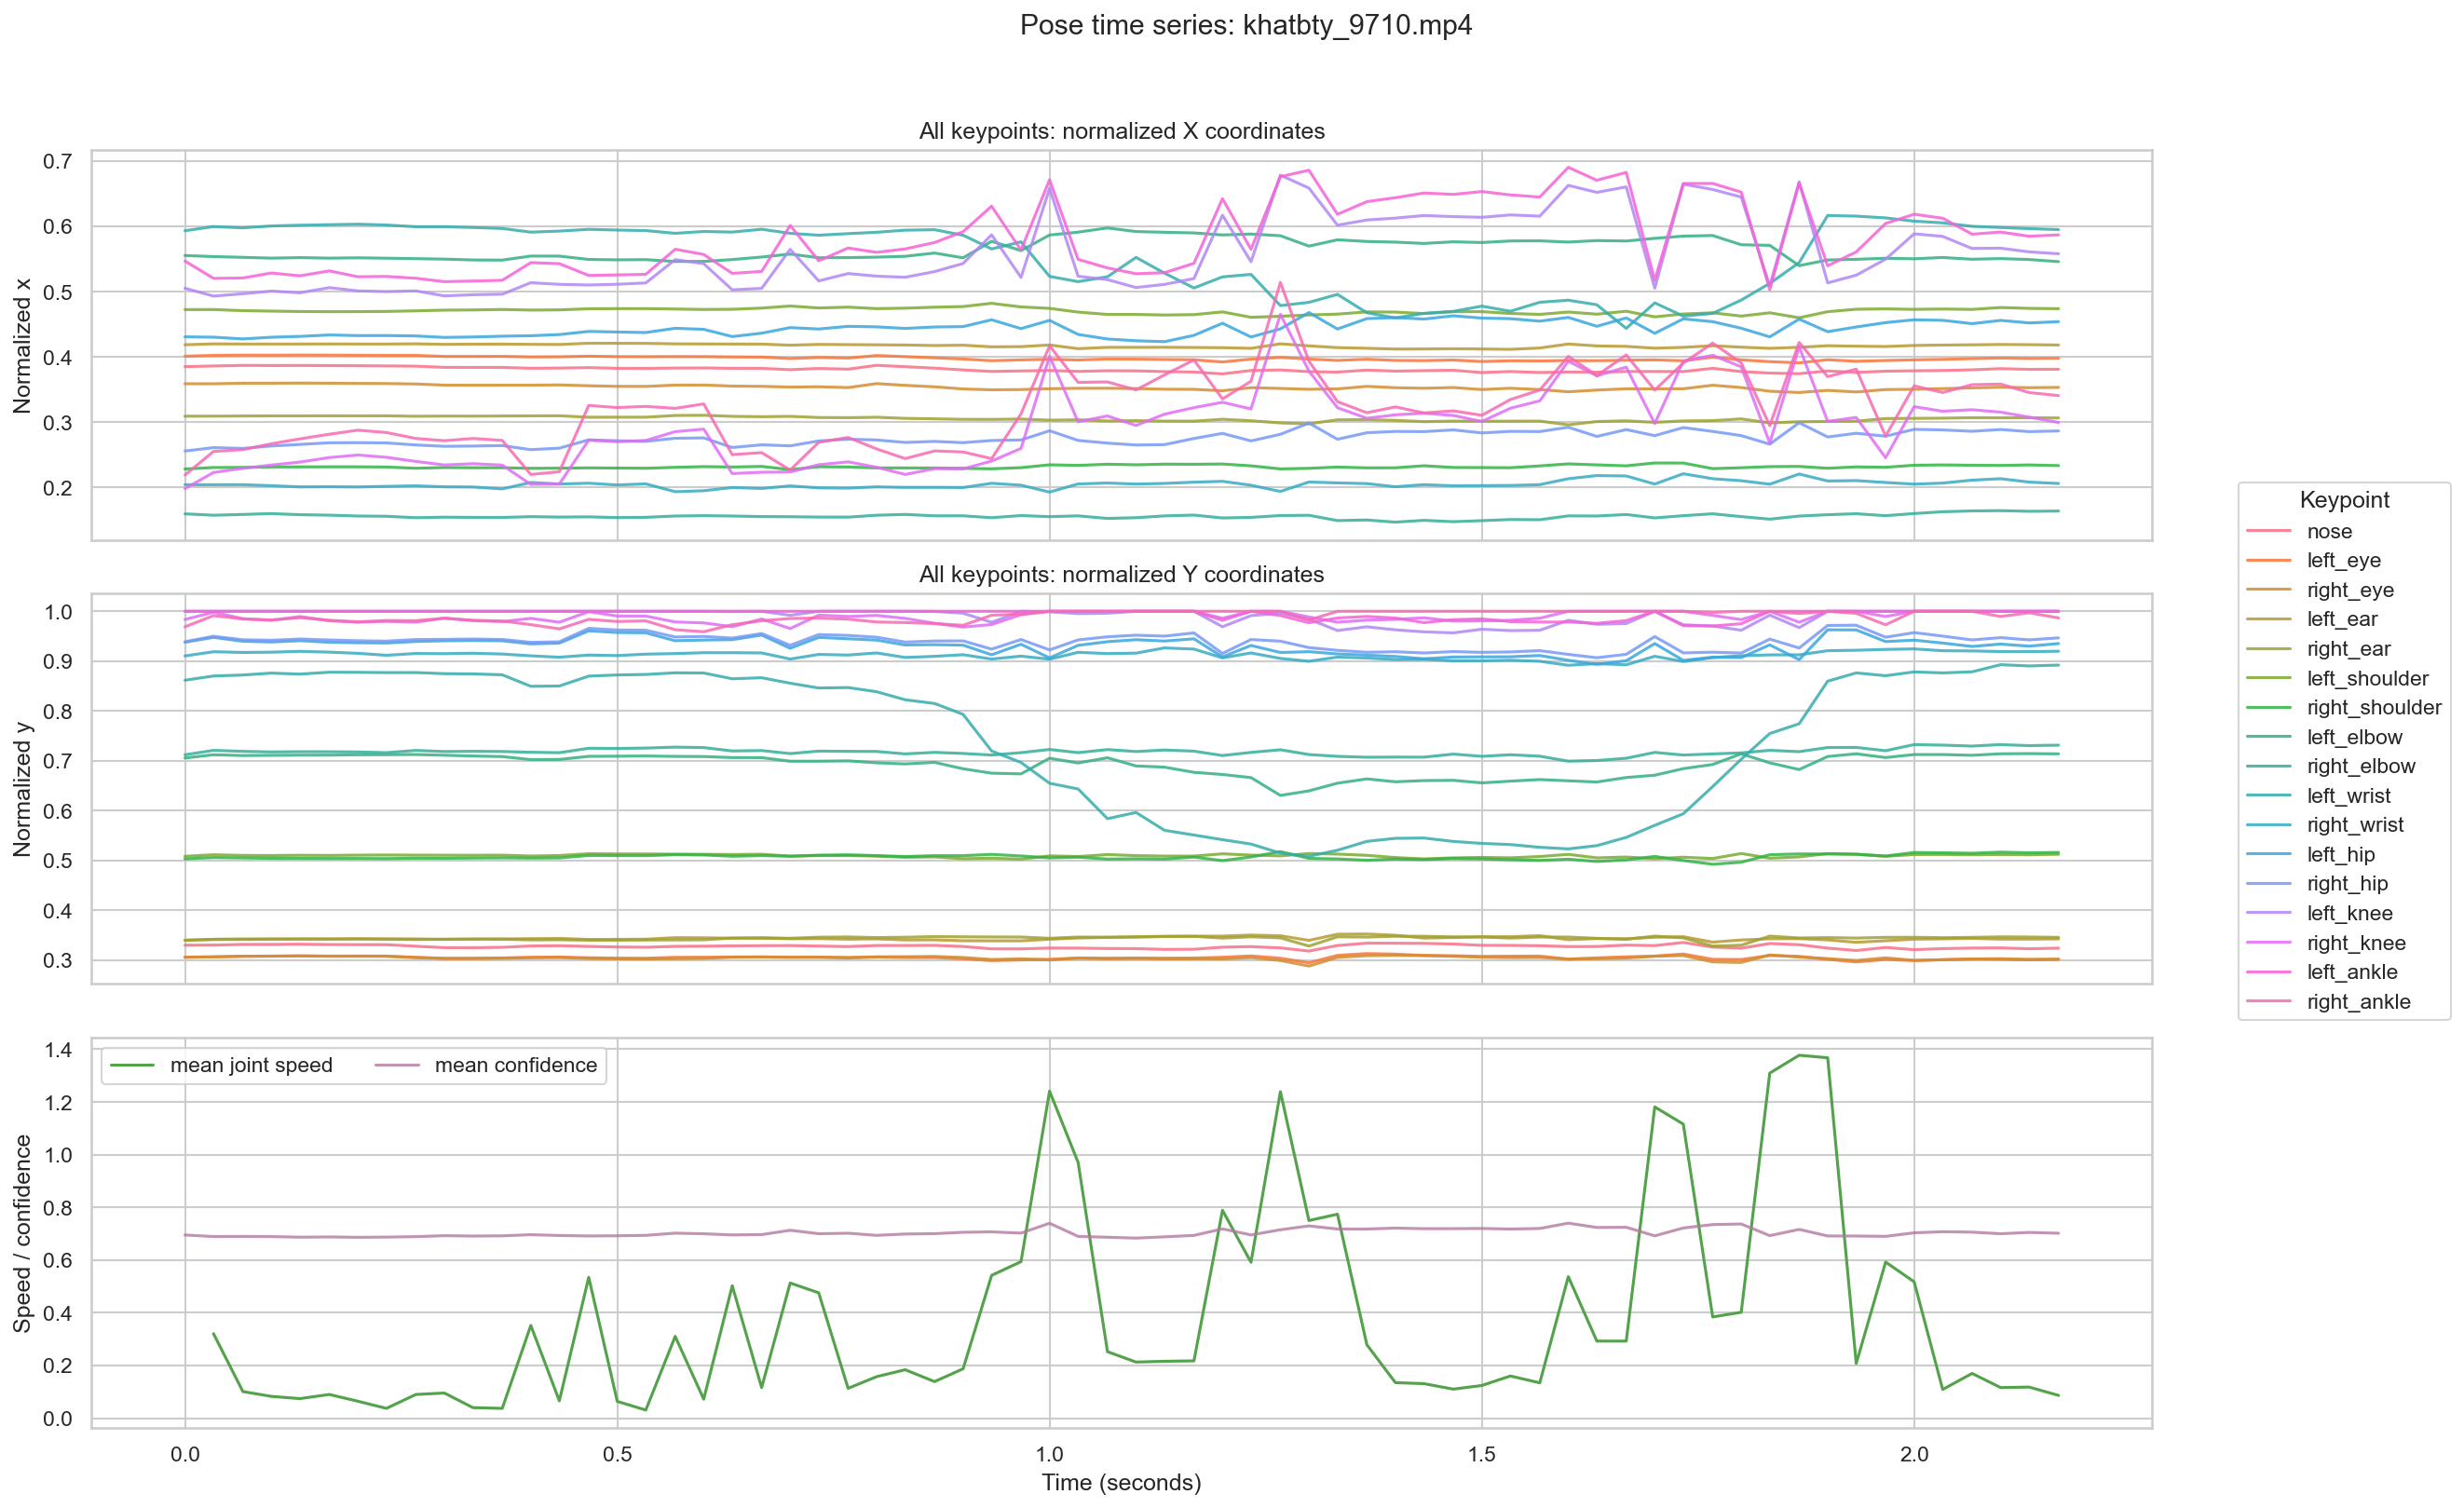 Pose time series: khatbty_9710.mp4
All keypoints: normalized X coordinates
0.7
0.6
0.5
0.4
0.3
0.2
Normalized x
All keypoints: normalized Y coordinates
1.0
0.9
0.8
0.7
0.6
0.5
0.4
0.3
Normalized y
Keypoint
nose
left_eye
right_eye
left_ear
right_ear
left_shoulder
right_shoulder
left_elbow
right_elbow
left_wrist
right_wrist
left_hip
right_hip
left_knee
right_knee
left_ankle
right_ankle
mean joint speed mean confidence
1.4
1.2
1.0
0.8
0.6
0.4
0.2
0.0
Speed / confidence
0.0 0.5 1.0 1.5 2.0
Time (seconds)